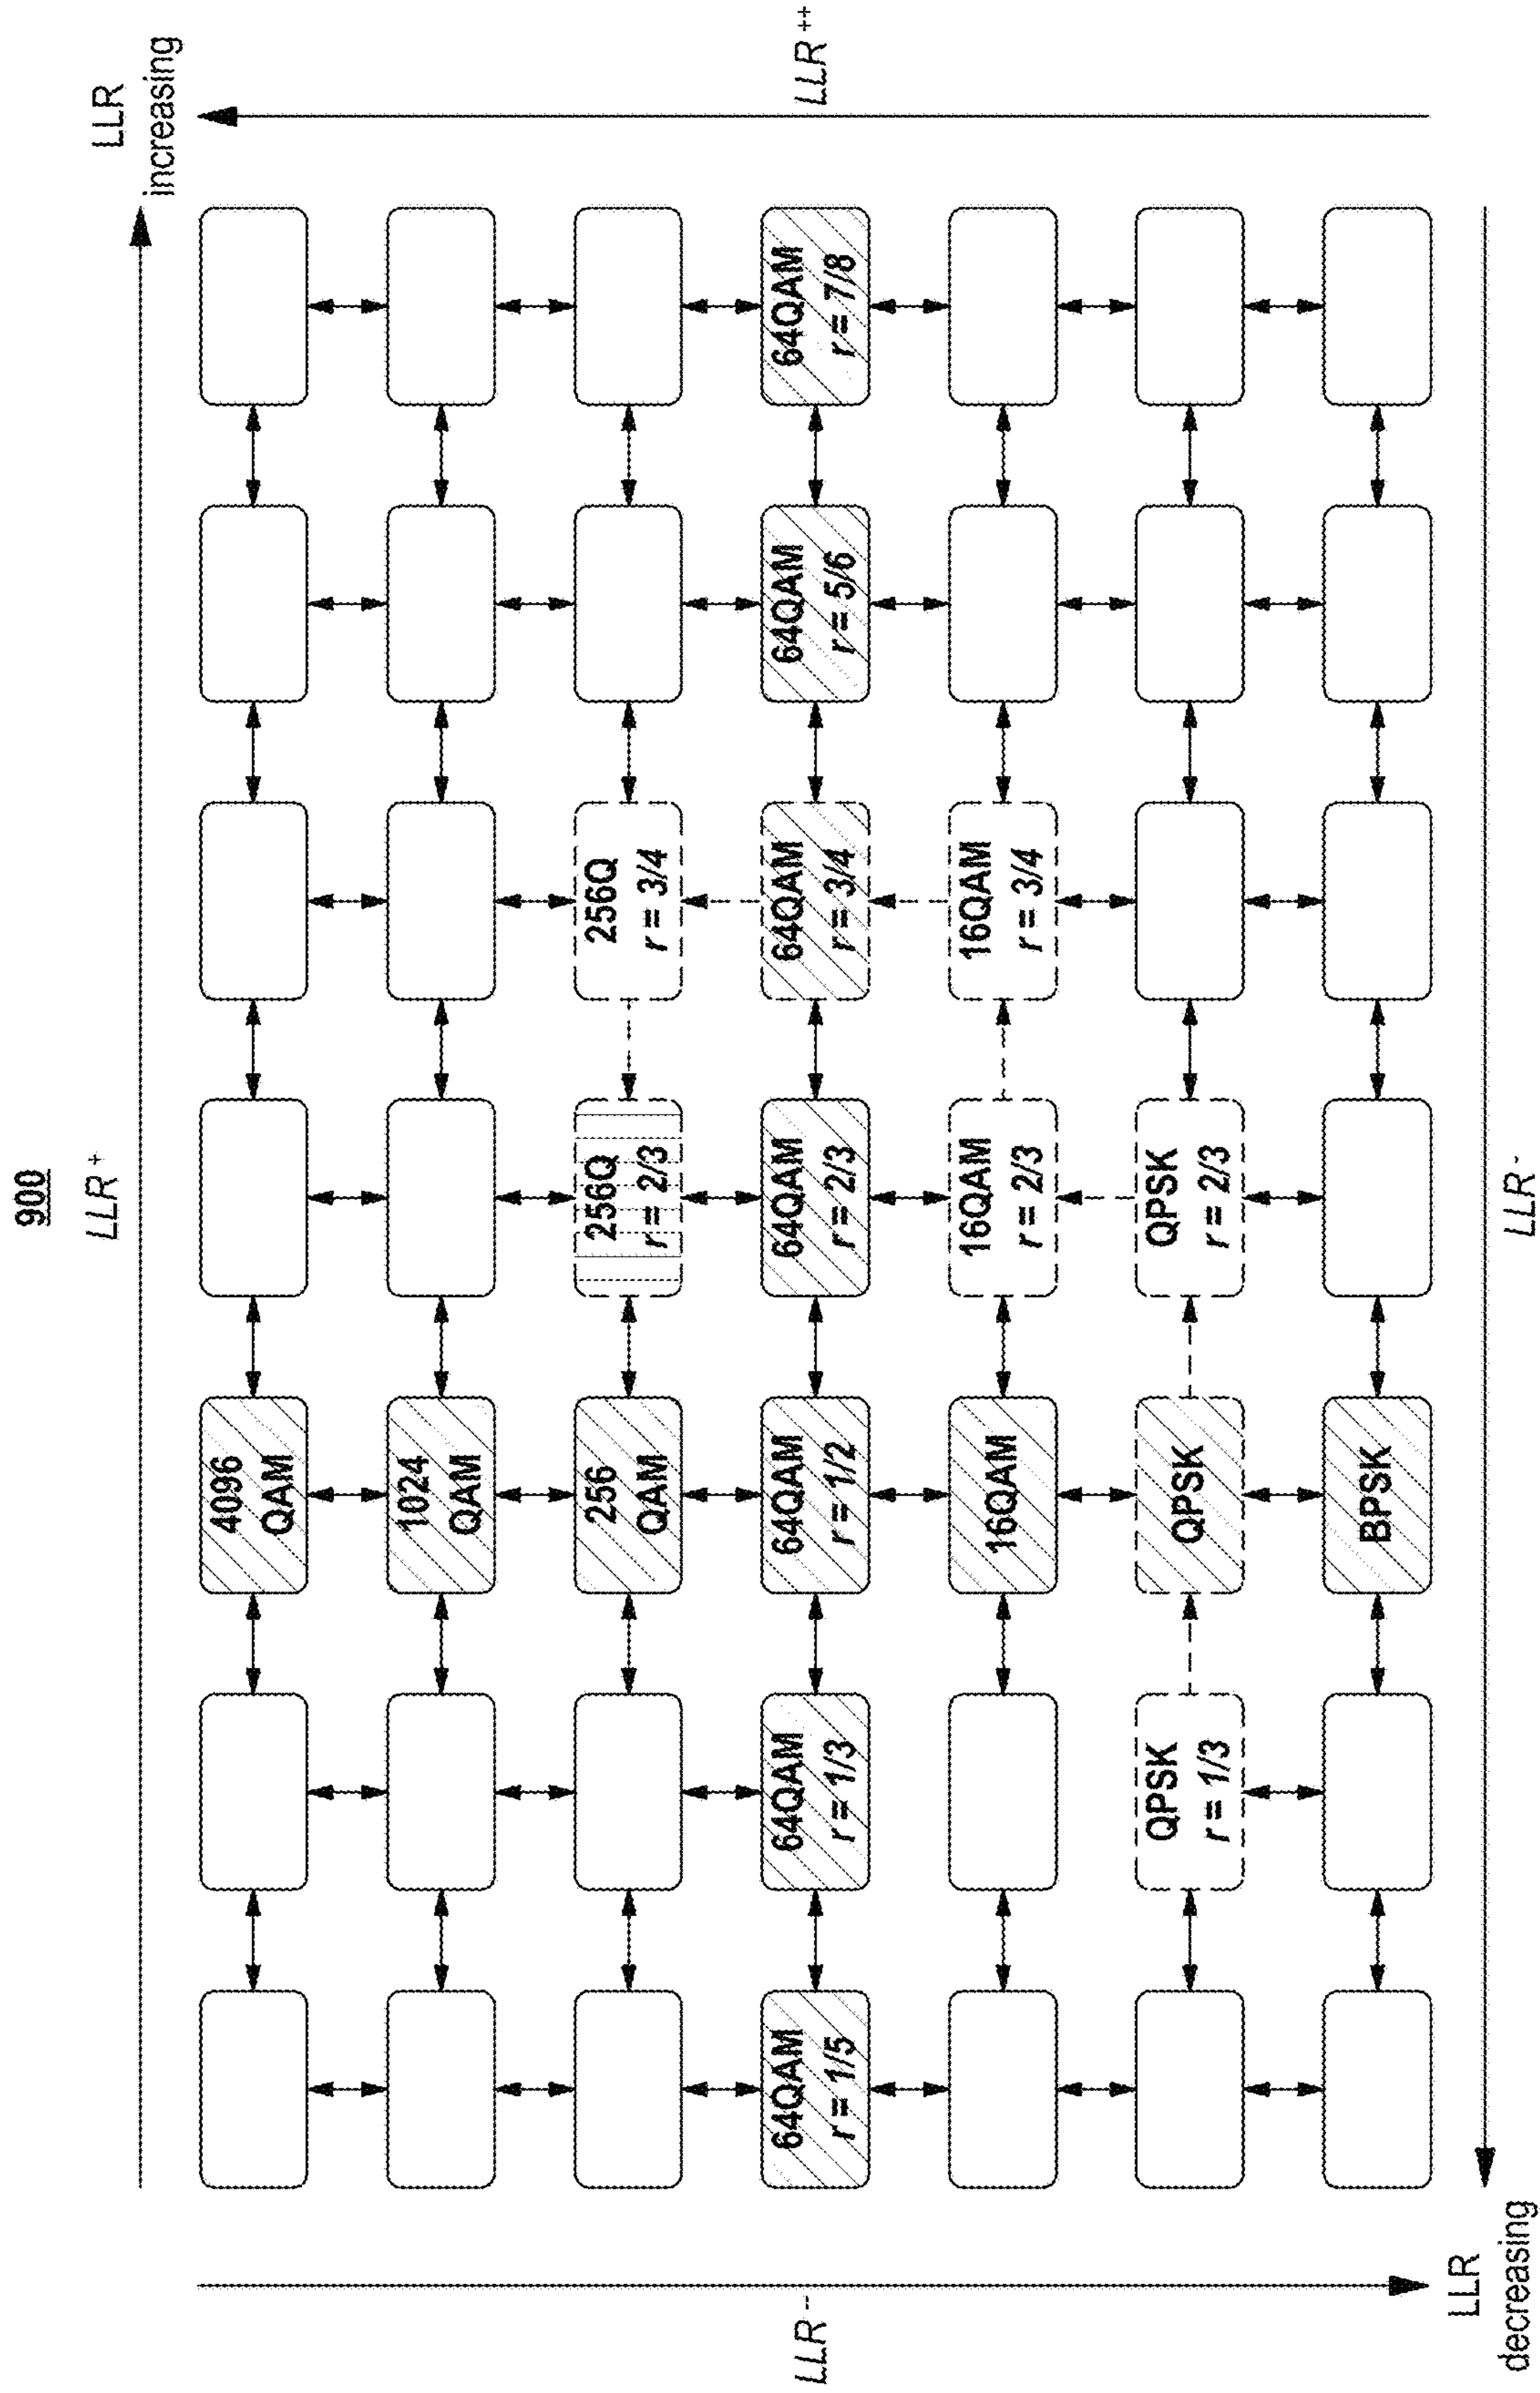 900
LLR+
LLR
increasing
4096
QAM
1024
QAM
256
QAM
256Q
r = 2/3
256Q
r = 3/4
LLR--
64QAM
r = 1/5
64QAM
r = 1/3
64QAM
r = 1/2
64QAM
r = 2/3
64QAM
r = 3/4
64QAM
r = 5/6
64QAM
r = 7/8
LLR++
16QAM
16QAM
r = 2/3
16QAM
r = 3/4
QPSK
r = 1/3
QPSK
QPSK
r = 2/3
BPSK
LLR
decreasing
LLR-